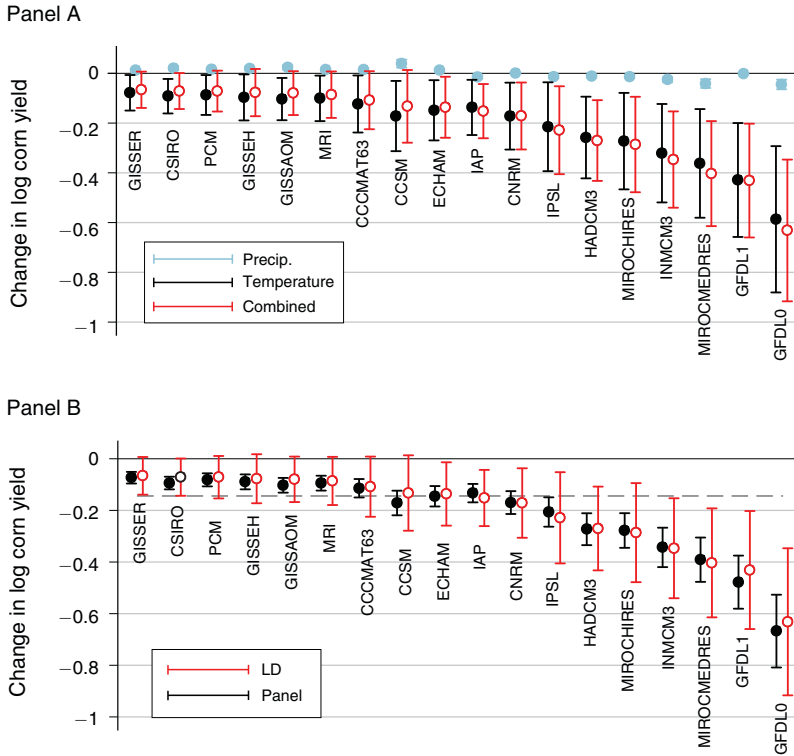 Panel A
Change in log corn yield
0
−0.2
−0.4
−0.6
−0.8
−1
GISSER
CSIRO
PCM
GISSEH
GISSAOM
MRI
CCCMAT63
CCSM
ECHAM
IAP
CNRM
IPSL
HADCM3
MIROCHIRES
INMCM3
MIROCMEDRES
GFDL1
GFDL0
Precip.
Temperature
Combined
Panel B
Change in log corn yield
0
−0.2
−0.4
−0.6
−0.8
−1
GISSER
CSIRO
PCM
GISSEH
GISSAOM
MRI
CCCMAT63
CCSM
ECHAM
IAP
CNRM
IPSL
HADCM3
MIROCHIRES
INMCM3
MIROCMEDRES
GFDL1
GFDL0
LD
Panel